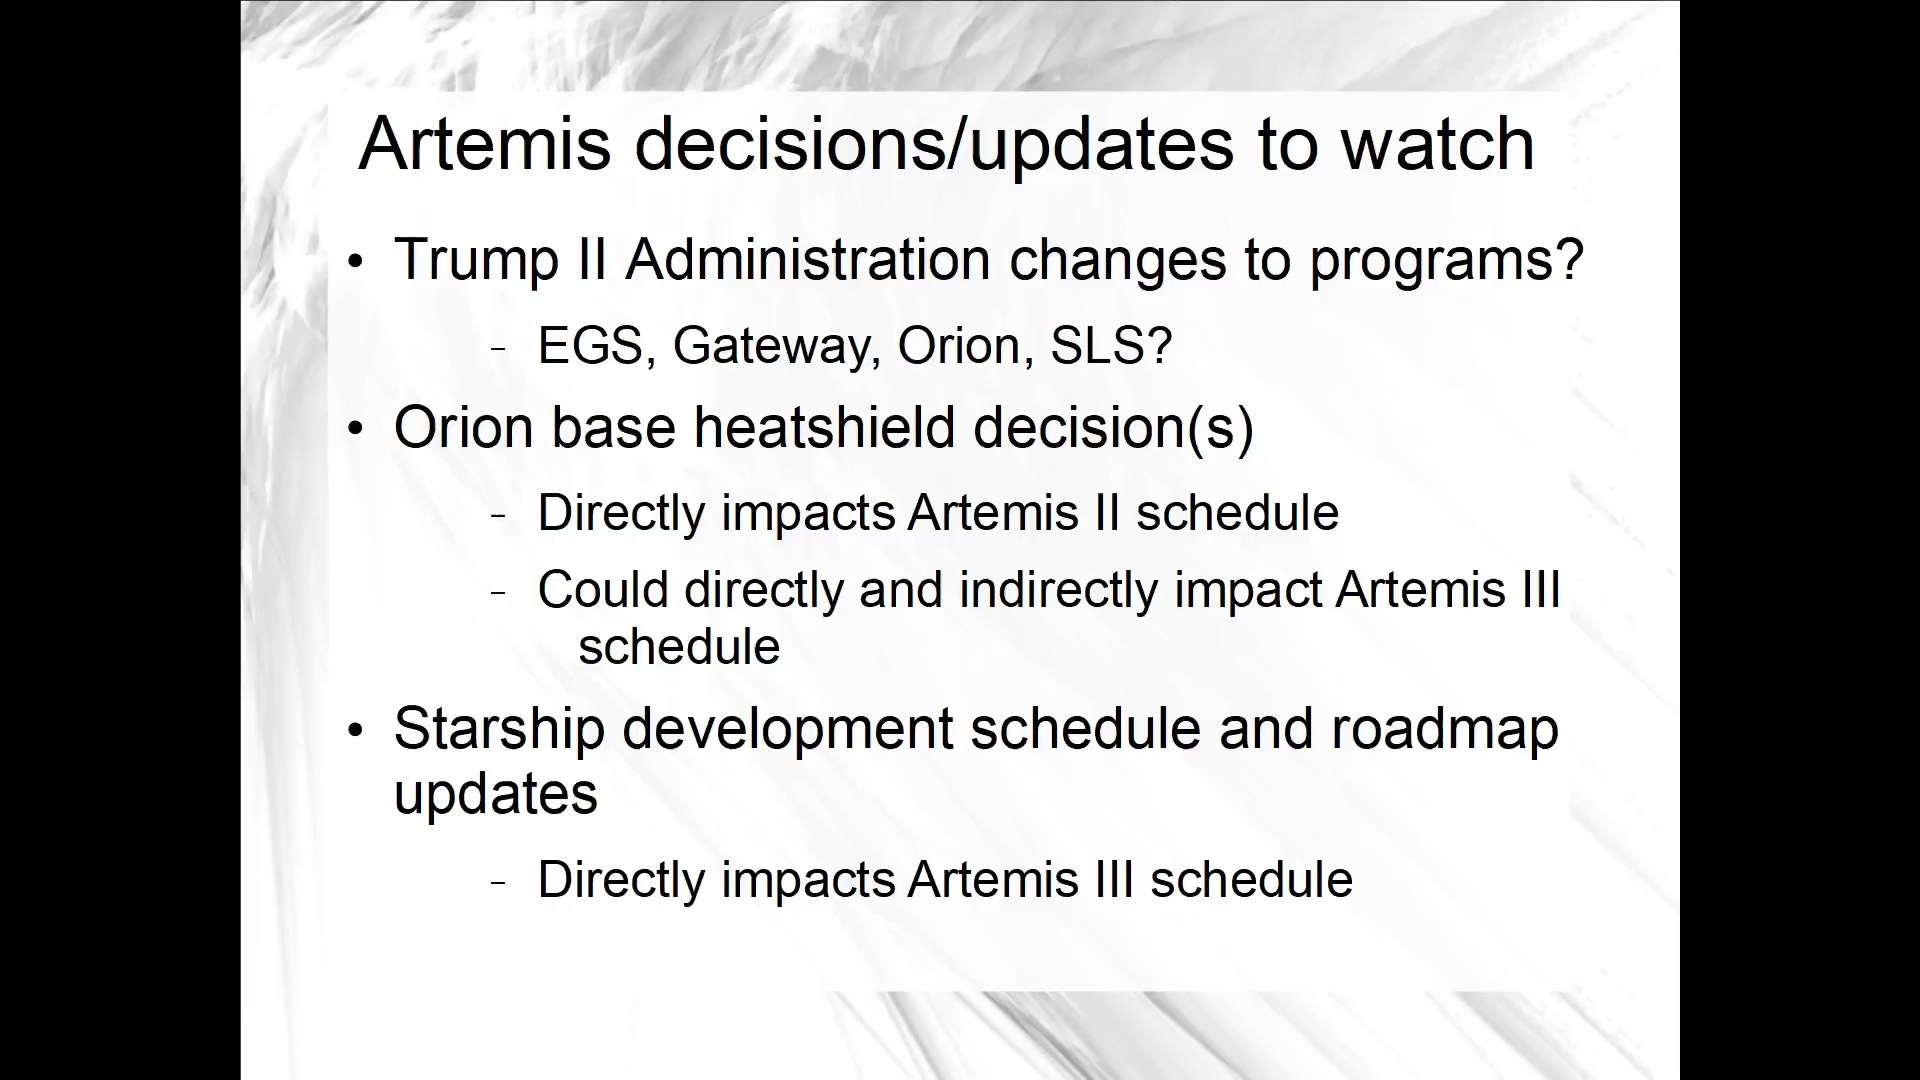 Artemis decisions/updates to watch
• Trump II Administration changes to programs?
– EGS, Gateway, Orion, SLS?
• Orion base heatshield decision(s)
– Directly impacts Artemis II schedule
– Could directly and indirectly impact Artemis III
schedule
• Starship development schedule and roadmap
updates
– Directly impacts Artemis III schedule